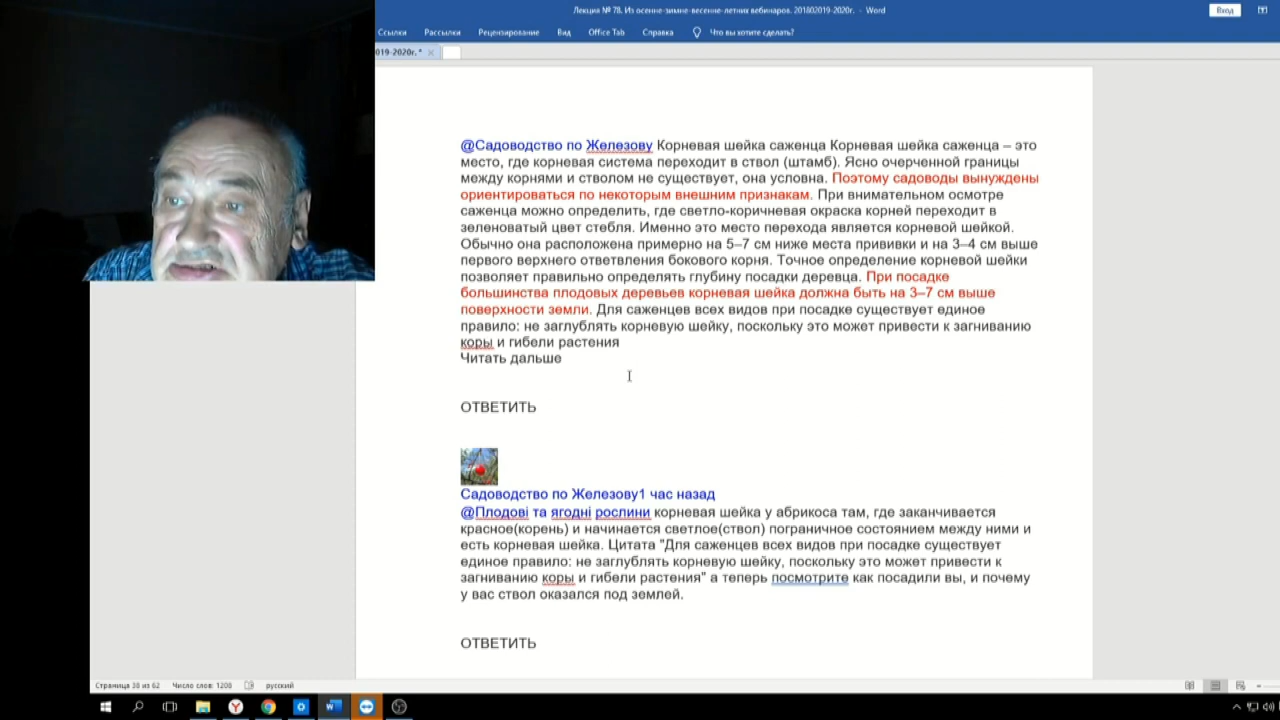 Лекция № 78. Из осенне-зимне-весенне-летних вебинаров. 201802019-2020г. - Word
Вход
Ссылки Рассылки Рецензирование Вид Office Tab Справка Что вы хотите сделать?
019-2020г. *
@Садоводство по Железову Корневая шейка саженца Корневая шейка саженца – это
место, где корневая система переходит в ствол (штамб). Ясно очерченной границы
между корнями и стволом не существует, она условна. Поэтому садоводы вынуждены
ориентироваться по некоторым внешним признакам. При внимательном осмотре
саженца можно определить, где светло-коричневая окраска корней переходит в
зеленоватый цвет стебля. Именно это место перехода является корневой шейкой.
Обычно она расположена примерно на 5–7 см ниже места прививки и на 3–4 см выше
первого верхнего ответвления бокового корня. Точное определение корневой шейки
позволяет правильно определять глубину посадки деревца. При посадке
большинства плодовых деревьев корневая шейка должна быть на 3–7 см выше
поверхности земли. Для саженцев всех видов при посадке существует единое
правило: не заглублять корневую шейку, поскольку это может привести к загниванию
коры и гибели растения
Читать дальше
ОТВЕТИТЬ
Садоводство по Железову1 час назад
@Плодові та ягодні рослини корневая шейка у абрикоса там, где заканчивается
красное(корень) и начинается светлое(ствол) пограничное состоянием между ними и
есть корневая шейка. Цитата "Для саженцев всех видов при посадке существует
единое правило: не заглублять корневую шейку, поскольку это может привести к
загниванию коры и гибели растения" а теперь посмотрите как посадили вы, и почему
у вас ствол оказался под землей.
ОТВЕТИТЬ
Страница 38 из 62 Число слов: 1200 русский